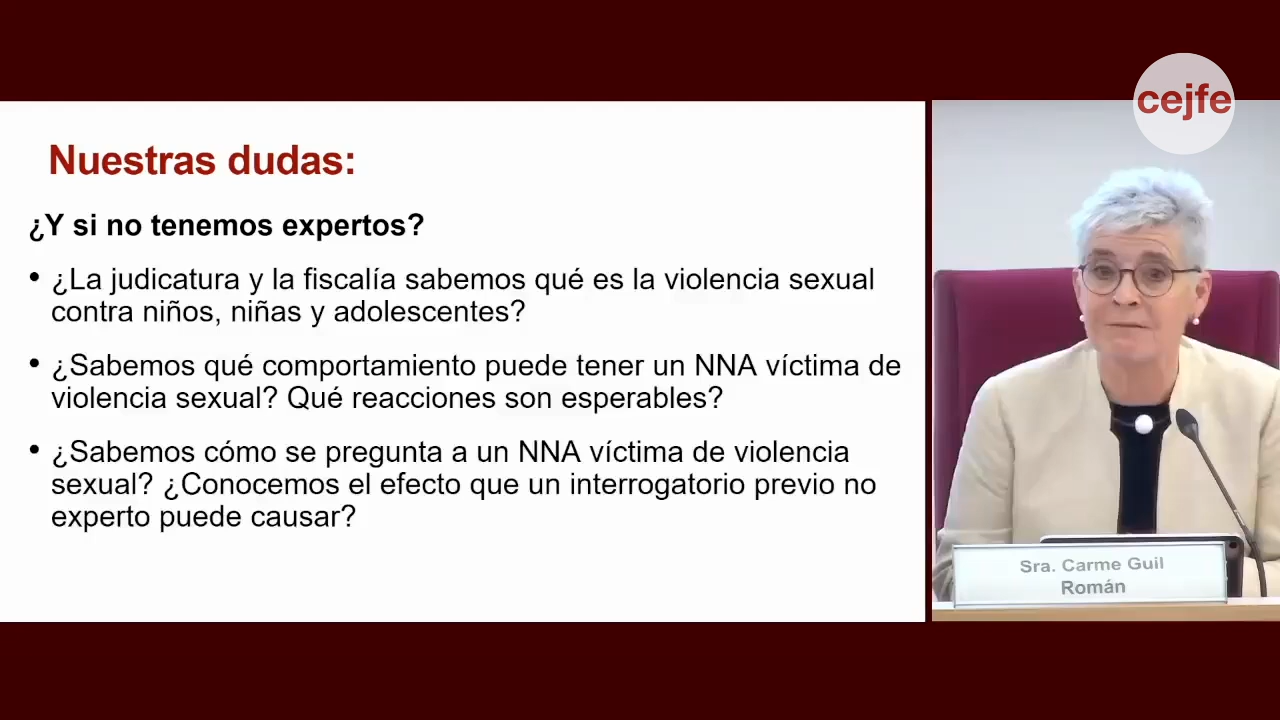 cejfe
Nuestras dudas:
¿Y si no tenemos expertos?
• ¿La judicatura y la fiscalía sabemos qué es la violencia sexual
contra niños, niñas y adolescentes?
• ¿Sabemos qué comportamiento puede tener un NNA víctima de
violencia sexual? Qué reacciones son esperables?
• ¿Sabemos cómo se pregunta a un NNA víctima de violencia
sexual? ¿Conocemos el efecto que un interrogatorio previo no
experto puede causar?
Sra. Carme Guil
Román